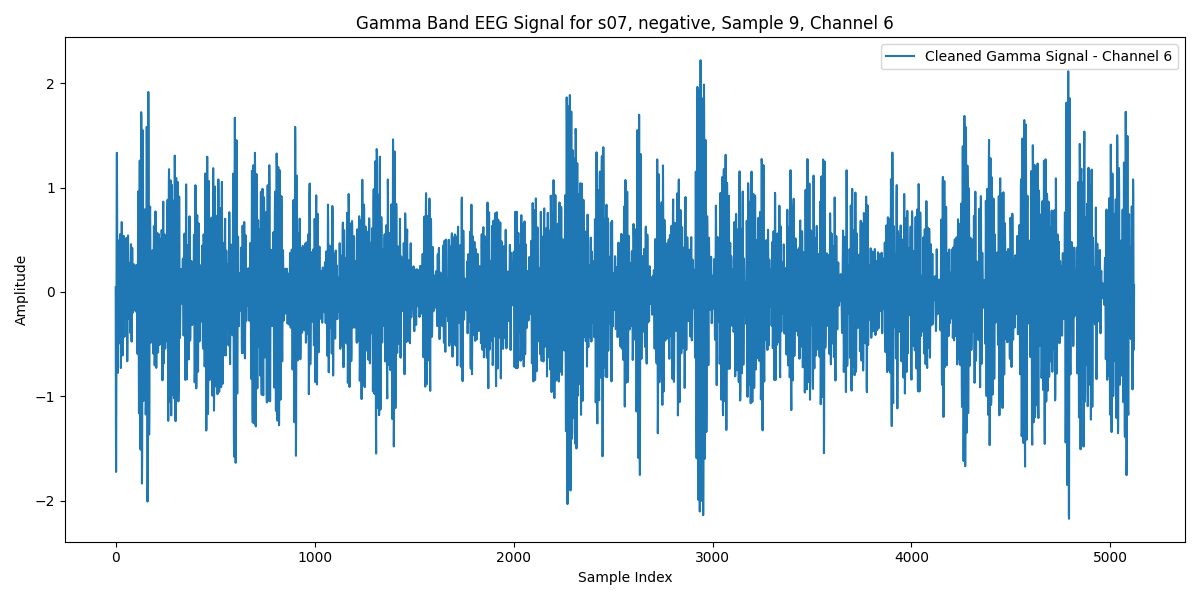 Gamma Band EEG Signal for s07, negative, Sample 9, Channel 6
Cleaned Gamma Signal - Channel 6
2
1
0
−1
−2
Amplitude
0 1000 2000 3000 4000 5000
Sample Index